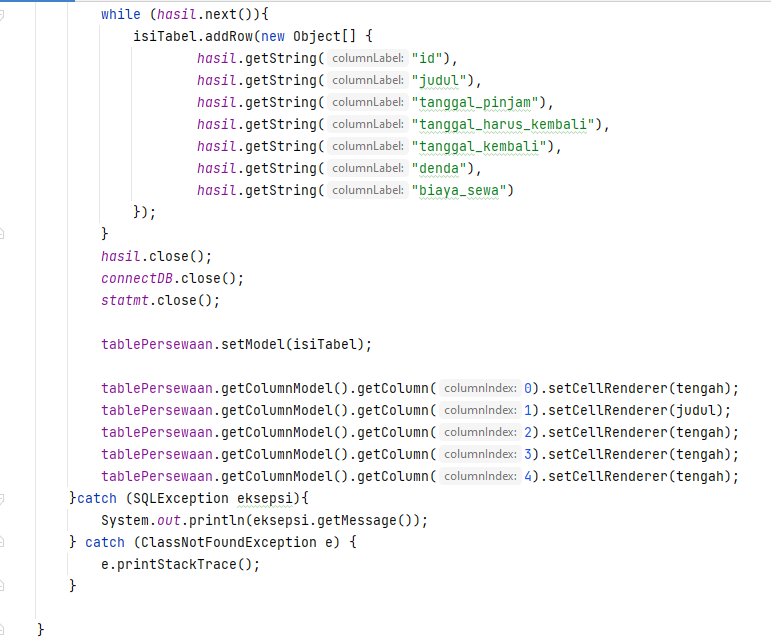 while (hasil.next()){
isiTabel.addRow(new Object[] {
hasil.getString( columnLabel: "id"),
hasil.getString( columnLabel: "judul"),
hasil.getString( columnLabel: "tanggal_pinjam"),
hasil.getString( columnLabel: "tanggal_harus_kembali"),
hasil.getString( columnLabel: "tanggal_kembali"),
hasil.getString( columnLabel: "denda"),
hasil.getString( columnLabel: "biaya_sewa")
});
}
hasil.close();
connectDB.close();
statmt.close();
tablePersewaan.setModel(isiTabel);
tablePersewaan.getColumnModel().getColumn( columnIndex: 0).setCellRenderer(tengah);
tablePersewaan.getColumnModel().getColumn( columnIndex: 1).setCellRenderer(judul);
tablePersewaan.getColumnModel().getColumn( columnIndex: 2).setCellRenderer(tengah);
tablePersewaan.getColumnModel().getColumn( columnIndex: 3).setCellRenderer(tengah);
tablePersewaan.getColumnModel().getColumn( columnIndex: 4).setCellRenderer(tengah);
}catch (SQLException eksepsi){
System.out.println(eksepsi.getMessage());
} catch (ClassNotFoundException e) {
e.printStackTrace();
}
}